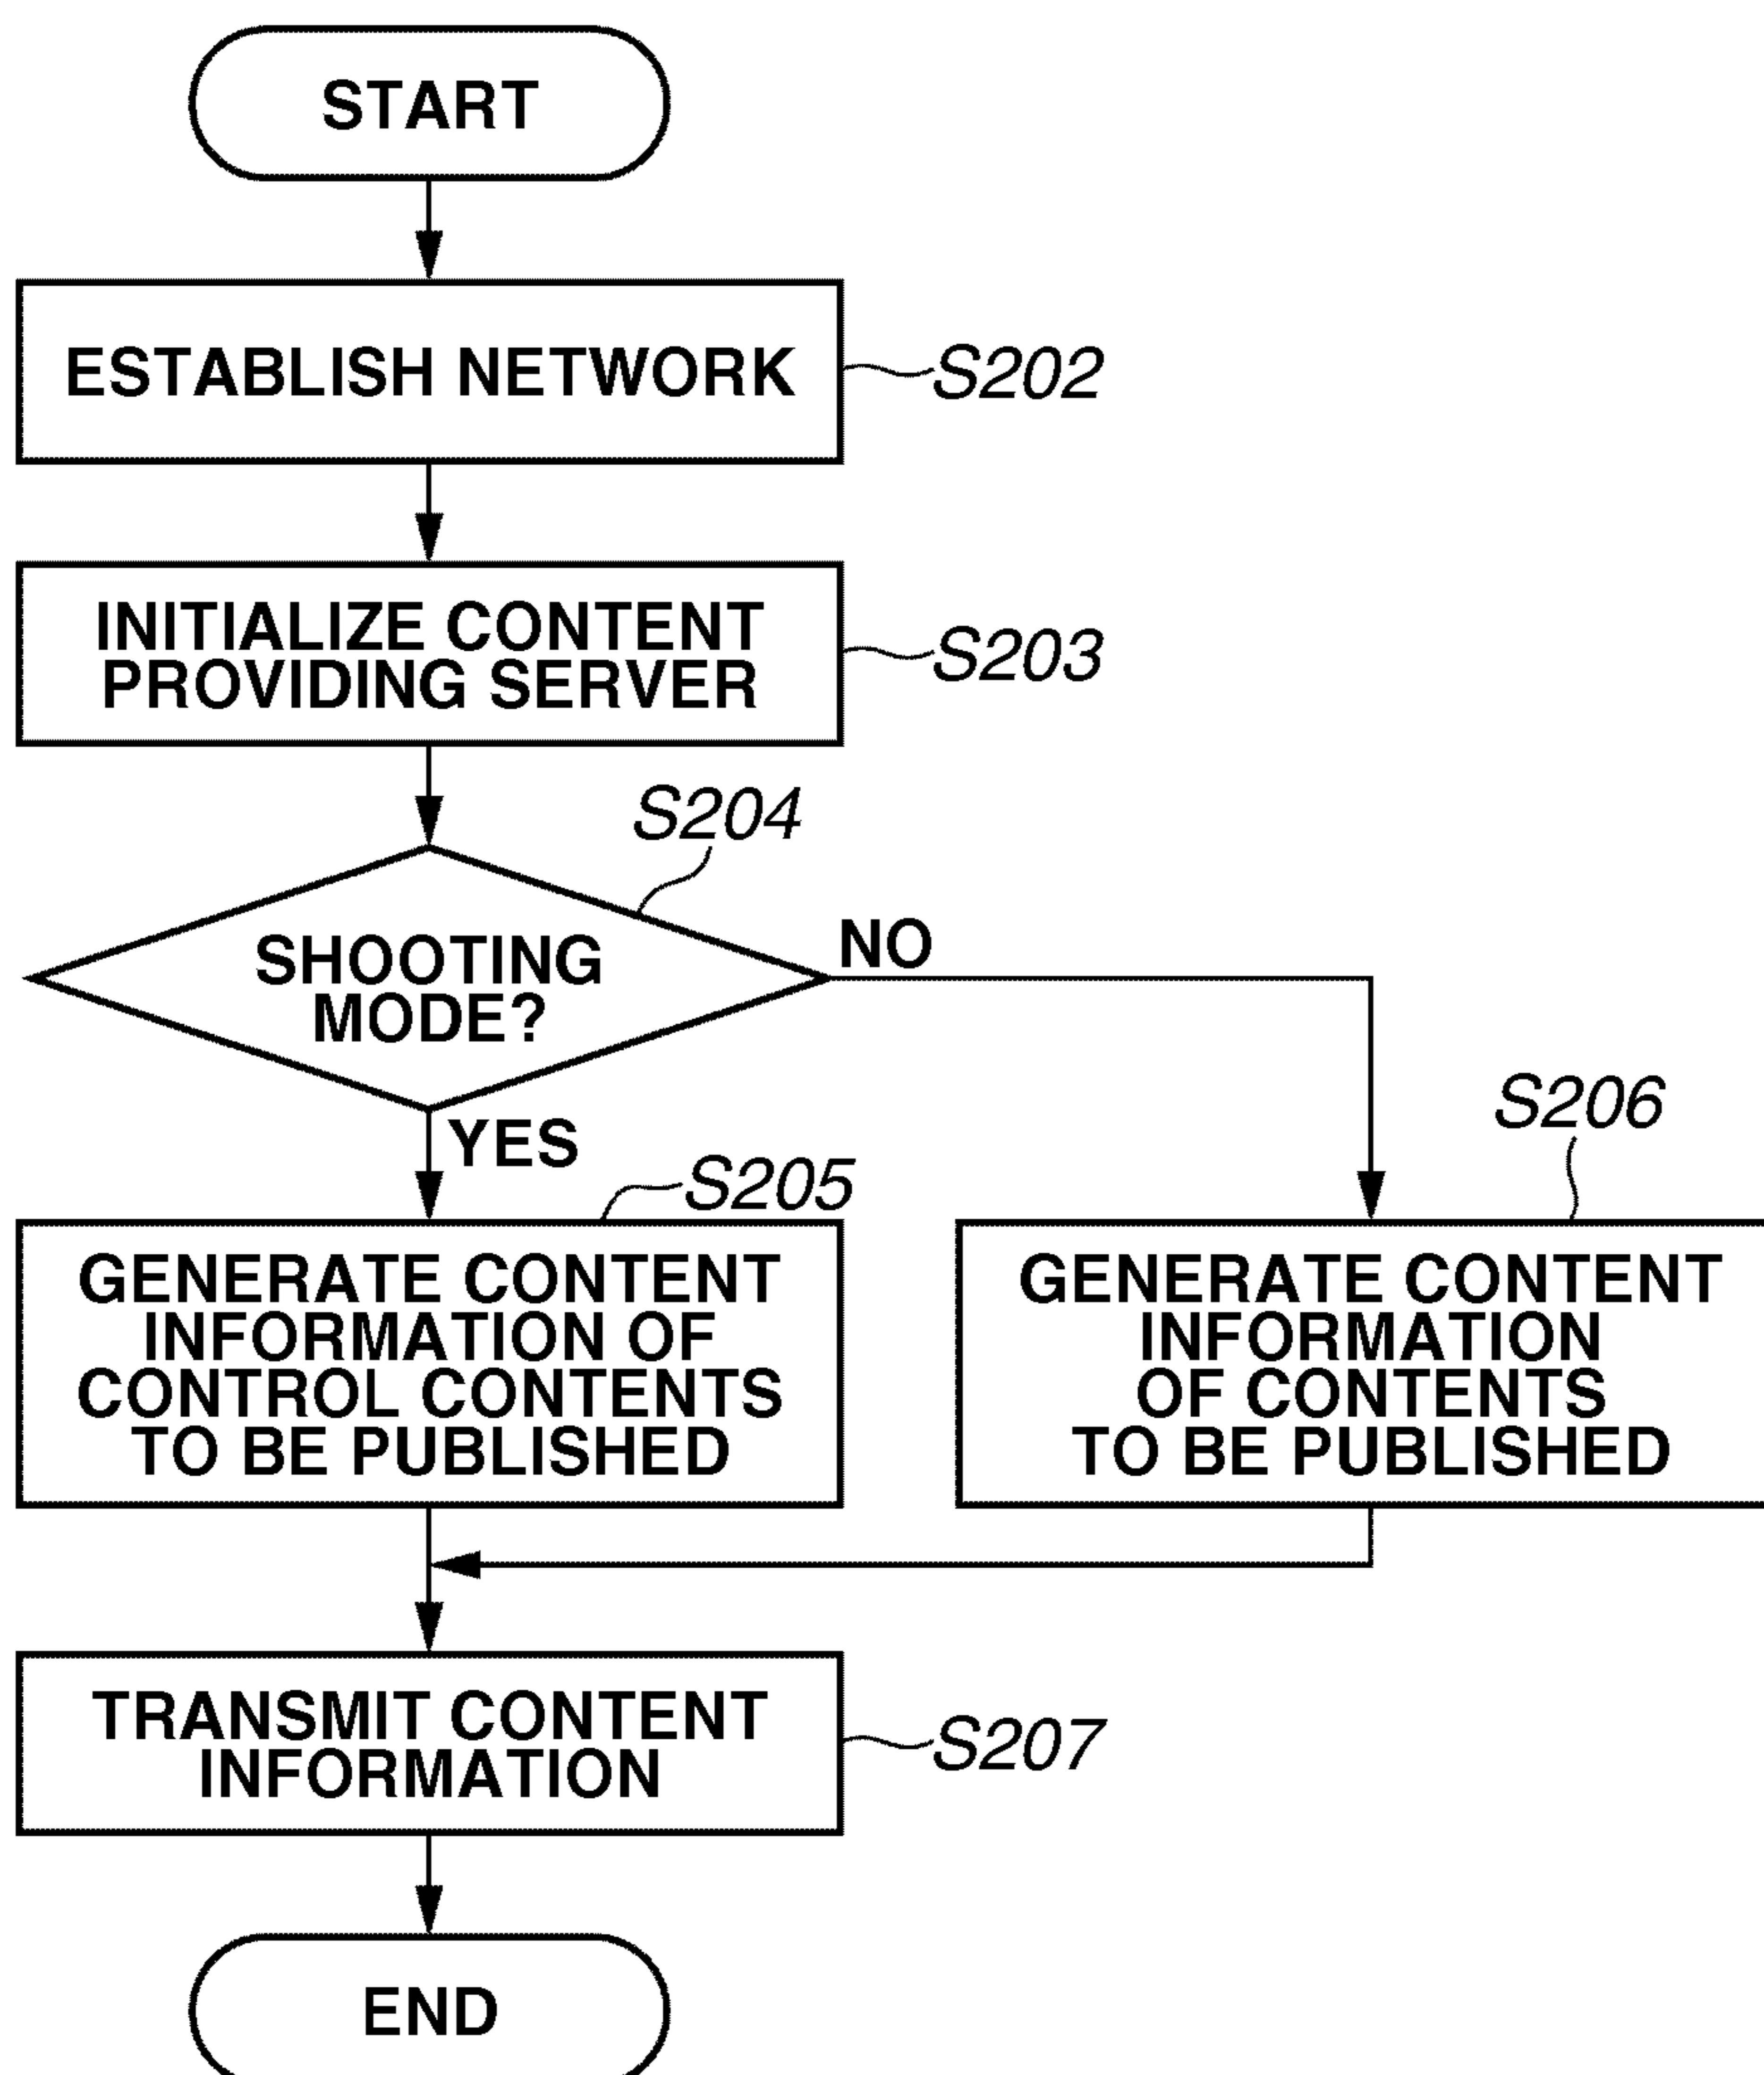 START
ESTABLISH NETWORK
S202
INITIALIZE CONTENT
PROVIDING SERVER
S203
S204
SHOOTING
MODE?
NO
YES
S205
S206
GENERATE CONTENT
INFORMATION OF
CONTROL CONTENTS
TO BE PUBLISHED
GENERATE CONTENT
INFORMATION
OF CONTENTS
TO BE PUBLISHED
TRANSMIT CONTENT
INFORMATION
S207
END